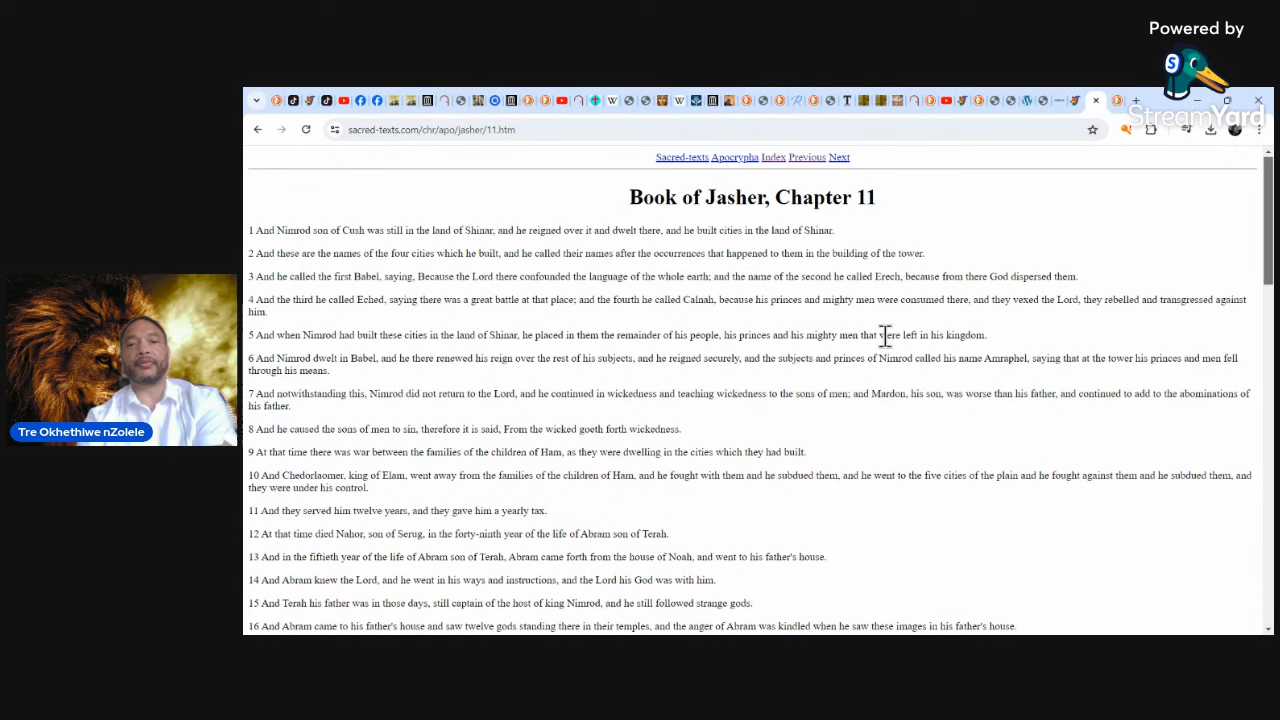 Powered by
StreamYard
sacred-texts.com/chr/apo/jasher/11.htm
Sacred-texts Apocrypha Index Previous Next
Book of Jasher, Chapter 11
1 And Nimrod son of Cush was still in the land of Shinar, and he reigned over it and dwelt there, and he built cities in the land of Shinar.
2 And these are the names of the four cities which he built, and he called their names after the occurrences that happened to them in the building of the tower.
3 And he called the first Babel, saying, Because the Lord there confounded the language of the whole earth; and the name of the second he called Erech, because from there God dispersed them.
4 And the third he called Eched, saying there was a great battle at that place; and the fourth he called Calnah, because his princes and mighty men were consumed there, and they vexed the Lord, they rebelled and transgressed against
him.
5 And when Nimrod had built these cities in the land of Shinar, he placed in them the remainder of his people, his princes and his mighty men that were left in his kingdom.
6 And Nimrod dwelt in Babel, and he there renewed his reign over the rest of his subjects, and he reigned securely, and the subjects and princes of Nimrod called his name Amraphel, saying that at the tower his princes and men fell
through his means.
7 And notwithstanding this, Nimrod did not return to the Lord, and he continued in wickedness and teaching wickedness to the sons of men; and Mardon, his son, was worse than his father, and continued to add to the abominations of
his father.
8 And he caused the sons of men to sin, therefore it is said, From the wicked goeth forth wickedness.
9 At that time there was war between the families of the children of Ham, as they were dwelling in the cities which they had built.
10 And Chedorlaomer, king of Elam, went away from the families of the children of Ham, and he fought with them and he subdued them, and he went to the five cities of the plain and he fought against them and he subdued them, and
they were under his control.
11 And they served him twelve years, and they gave him a yearly tax.
12 At that time died Nahor, son of Serug, in the forty-ninth year of the life of Abram son of Terah.
13 And in the fiftieth year of the life of Abram son of Terah, Abram came forth from the house of Noah, and went to his father's house.
14 And Abram knew the Lord, and he went in his ways and instructions, and the Lord his God was with him.
15 And Terah his father was in those days, still captain of the host of king Nimrod, and he still followed strange gods.
16 And Abram came to his father's house and saw twelve gods standing there in their temples, and the anger of Abram was kindled when he saw these images in his father's house.
Tre Okhethiwe nZolele